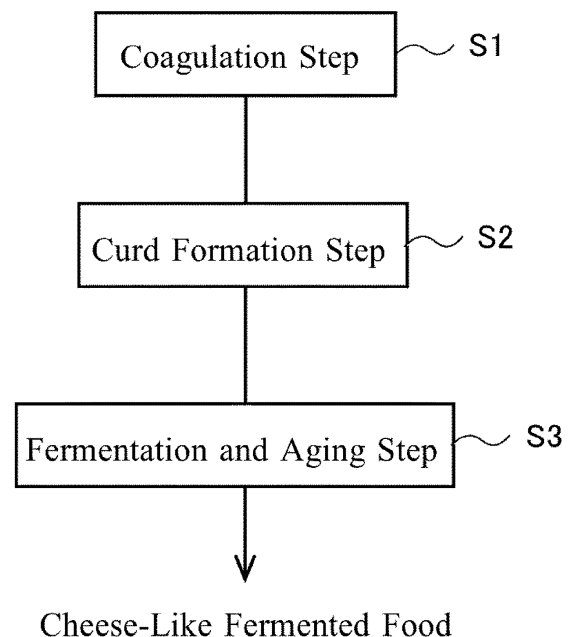 Coagulation Step
S1
Curd Formation Step
S2
Fermentation and Aging Step
S3
Cheese-Like Fermented Food